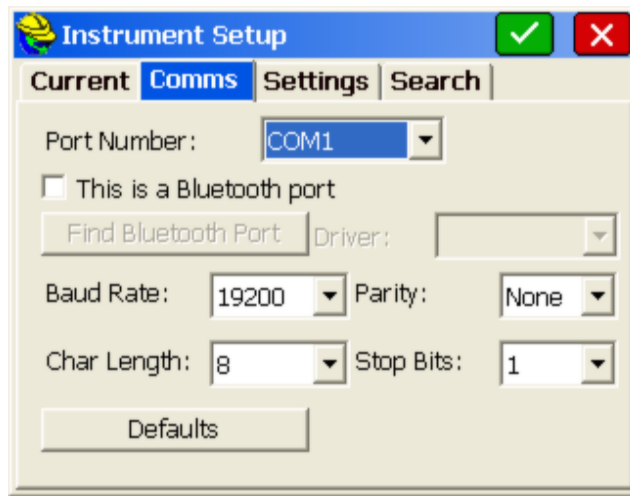 Instrument Setup
Current Comms Settings Search
Port Number: COM1
This is a Bluetooth port
Find Bluetooth Port Driver:
Baud Rate: 19200 Parity: None
Char Length: 8 Stop Bits: 1
Defaults